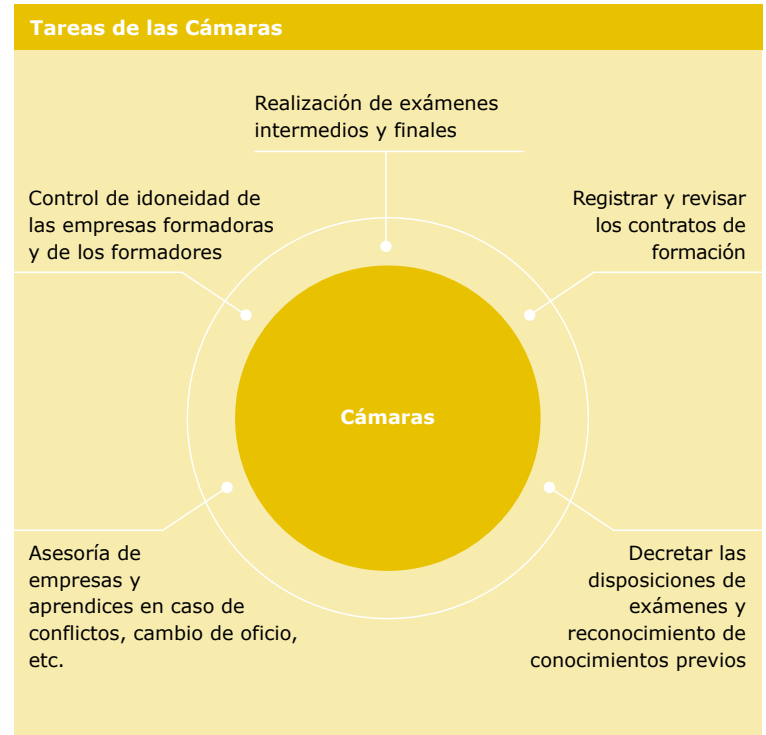 Tareas de las Cámaras
Realización de exámenes
intermedios y finales
Control de idoneidad de
las empresas formadoras
y de los formadores
Registrar y revisar
los contratos de
formación
Cámaras
Asesoría de
empresas y
aprendices en caso de
conflictos, cambio de oficio,
etc.
Decretar las
disposiciones de
exámenes y
reconocimiento de
conocimientos previos